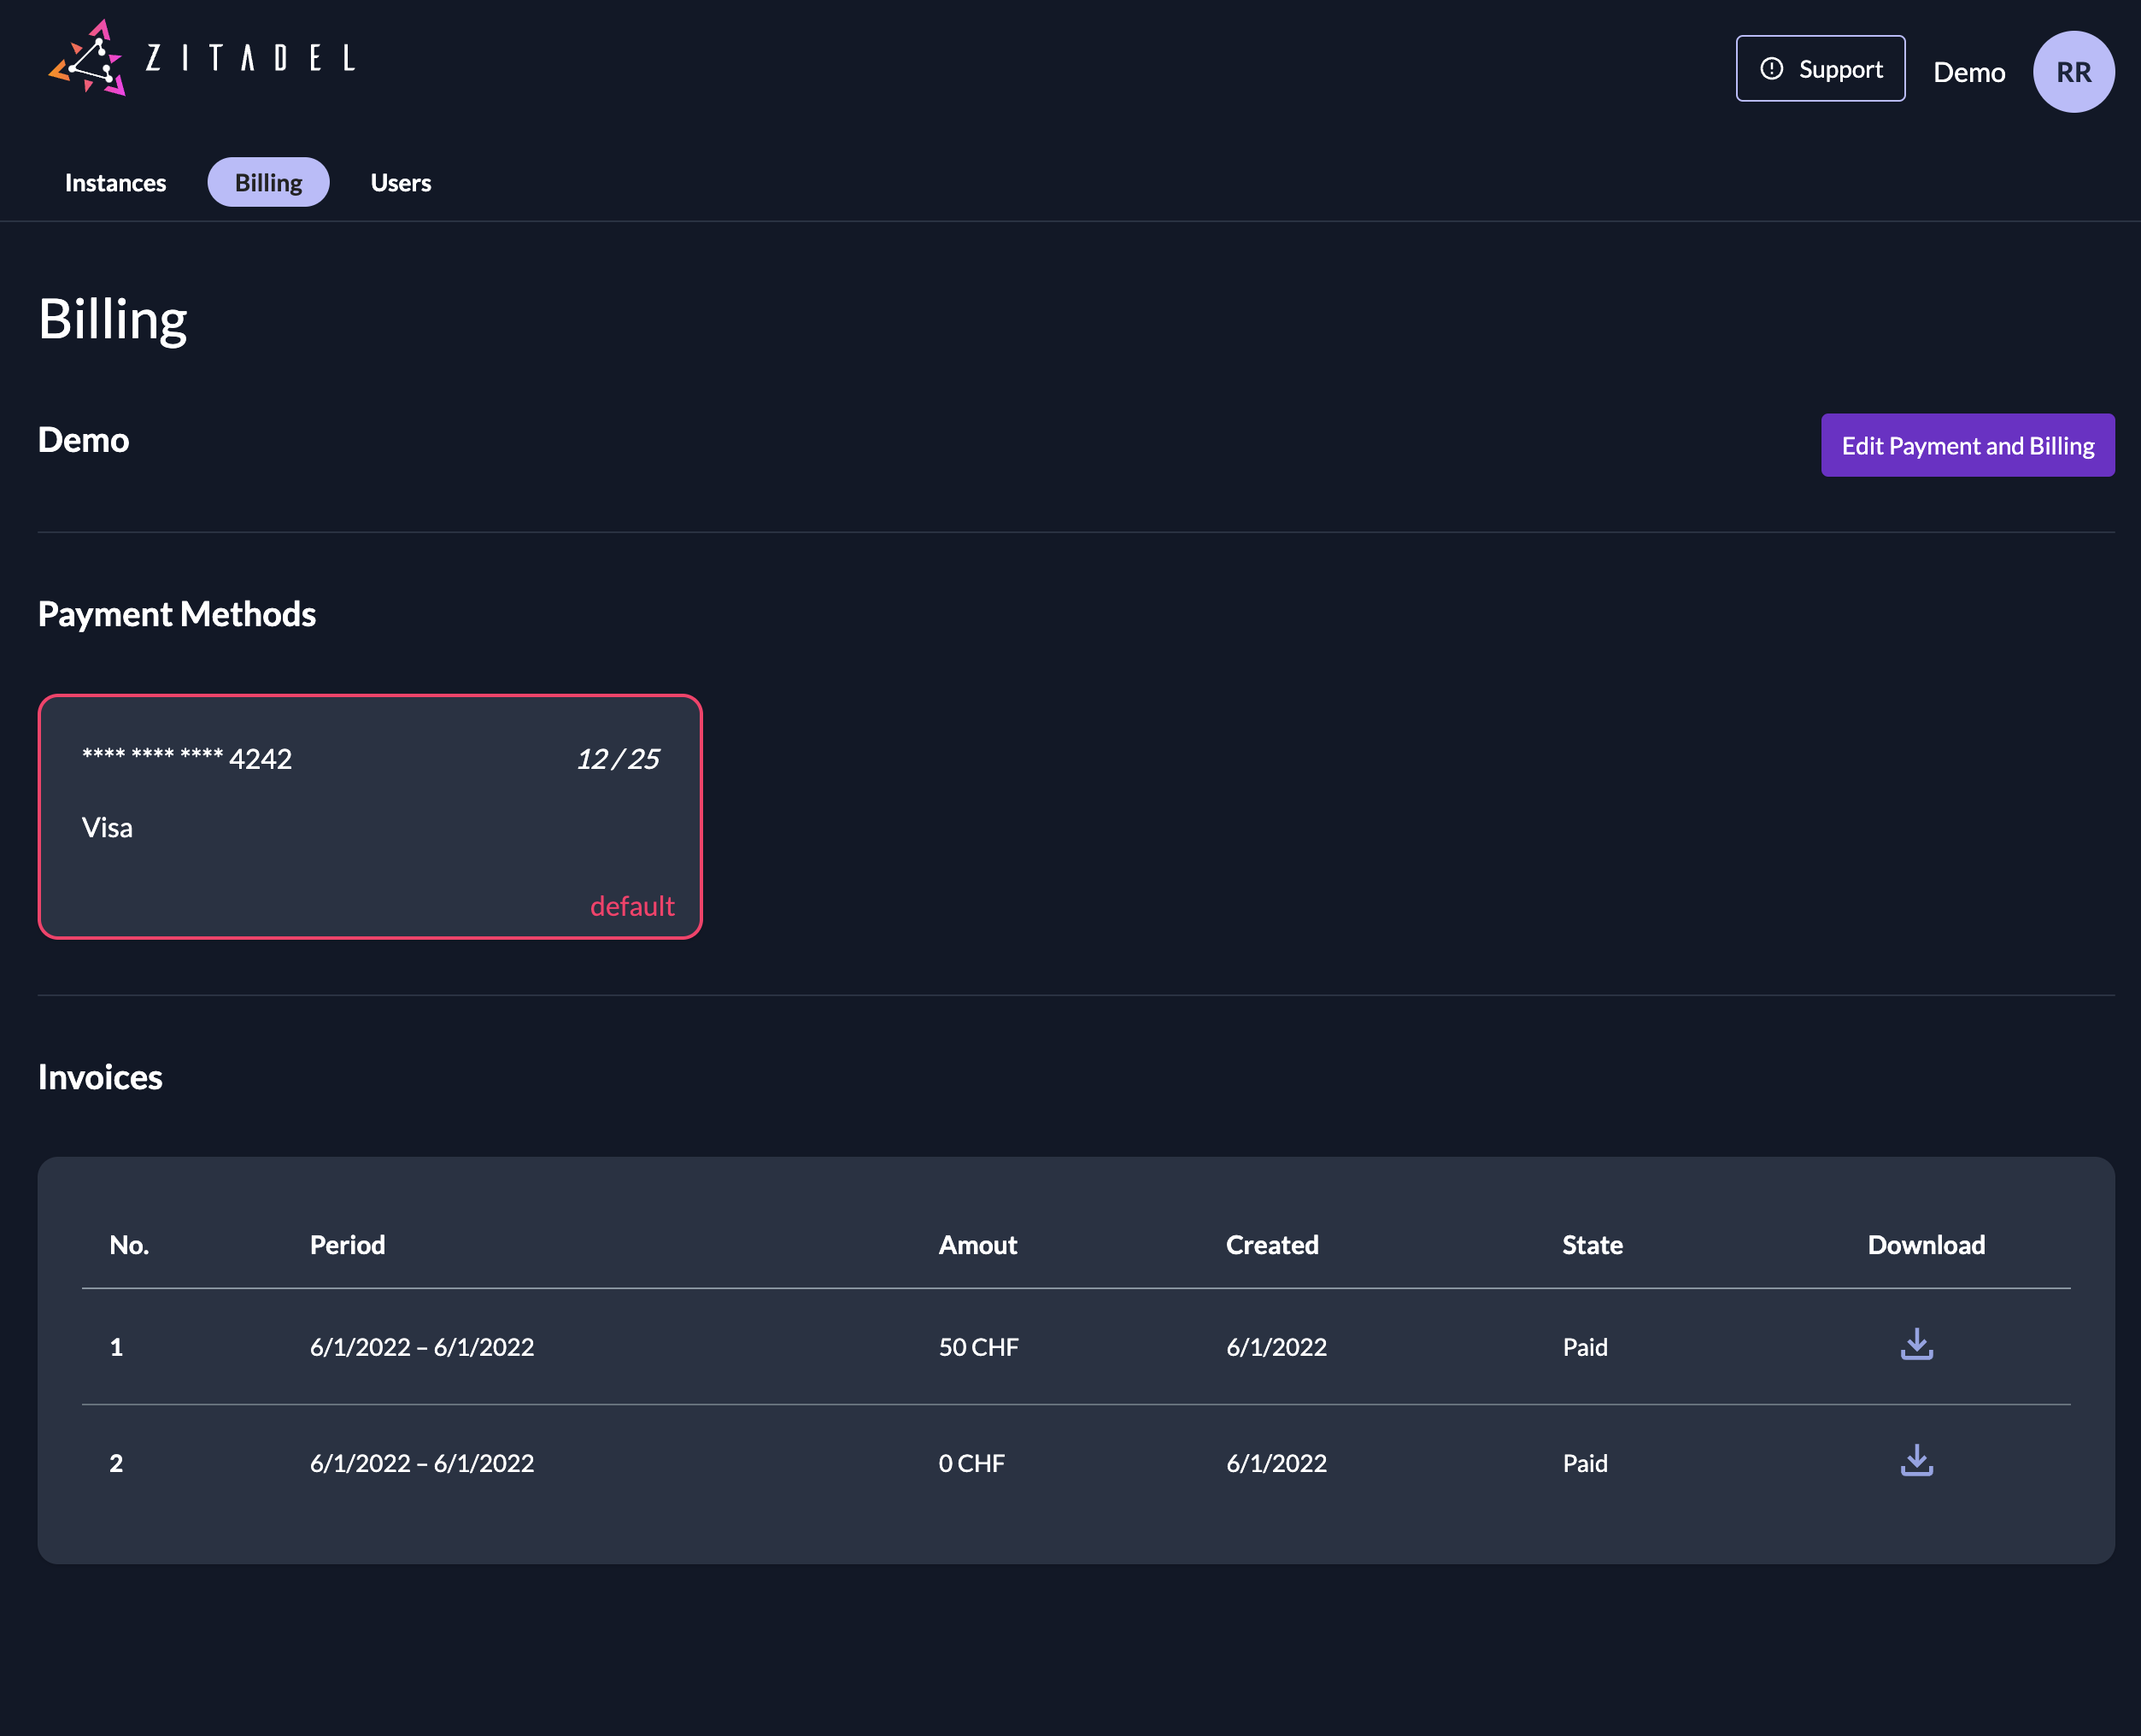 ZITADEL
Support
Demo
RR
Instances
Billing
Users
Billing
Demo
Edit Payment and Billing
Payment Methods
**** **** **** 4242
12 / 25
Visa
default
Invoices
No. Period Amout Created State Download
1 6/1/2022 – 6/1/2022 50 CHF 6/1/2022 Paid
2 6/1/2022 – 6/1/2022 0 CHF 6/1/2022 Paid